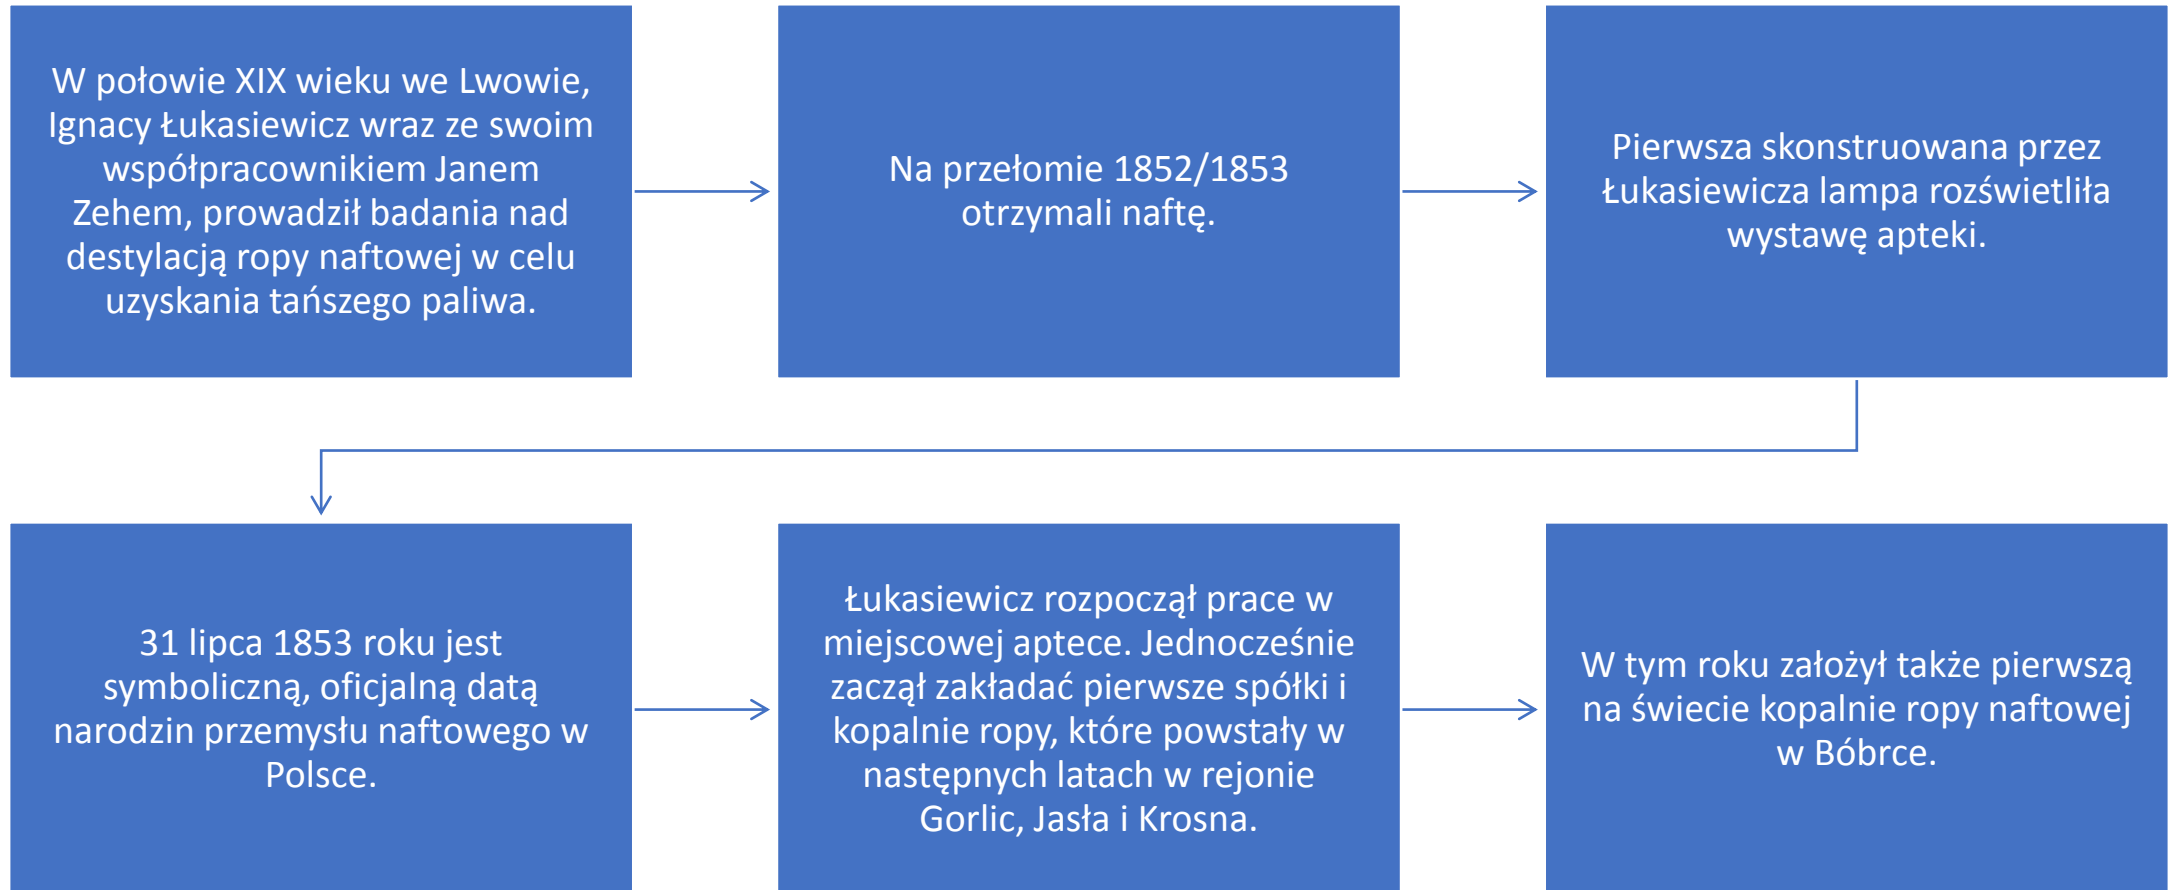 W połowie XIX wieku we Lwowie,
Ignacy Łukasiewicz wraz ze swoim
współpracownikiem Janem
Zehem, prowadził badania nad
destylacją ropy naftowej w celu
uzyskania tańszego paliwa.
Na przełomie 1852/1853
otrzymali naftę.
Pierwsza skonstruowana przez
Łukasiewicza lampa rozświetliła
wystawę apteki.
31 lipca 1853 roku jest
symboliczną, oficjalną datą
narodzin przemysłu naftowego w
Polsce.
Łukasiewicz rozpoczął prace w
miejscowej aptece. Jednocześnie
zaczął zakładać pierwsze spółki i
kopalnie ropy, które powstały w
następnych latach w rejonie
Gorlic, Jasła i Krosna.
W tym roku założył także pierwszą
na świecie kopalnie ropy naftowej
w Bóbrce.